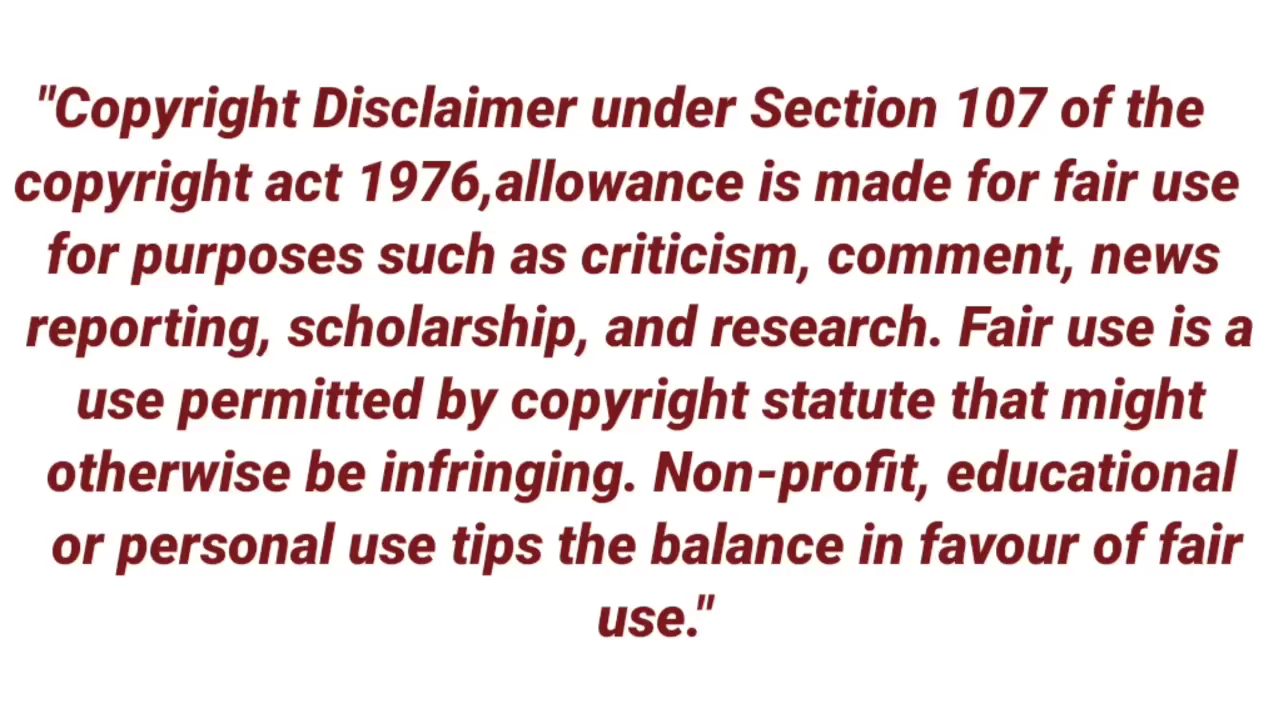 "Copyright Disclaimer under Section 107 of the
copyright act 1976,allowance is made for fair use
for purposes such as criticism, comment, news
reporting, scholarship, and research. Fair use is a
use permitted by copyright statute that might
otherwise be infringing. Non-profit, educational
or personal use tips the balance in favour of fair
use."